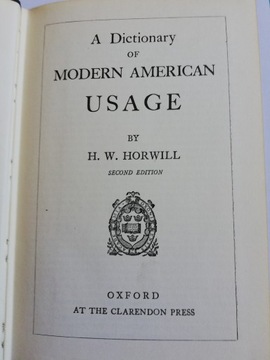 A Dictionary
OF
MODERN AMERICAN
USAGE
BY
H. W. HORWILL
SECOND EDITION
OXFORD
AT THE CLARENDON PRESS